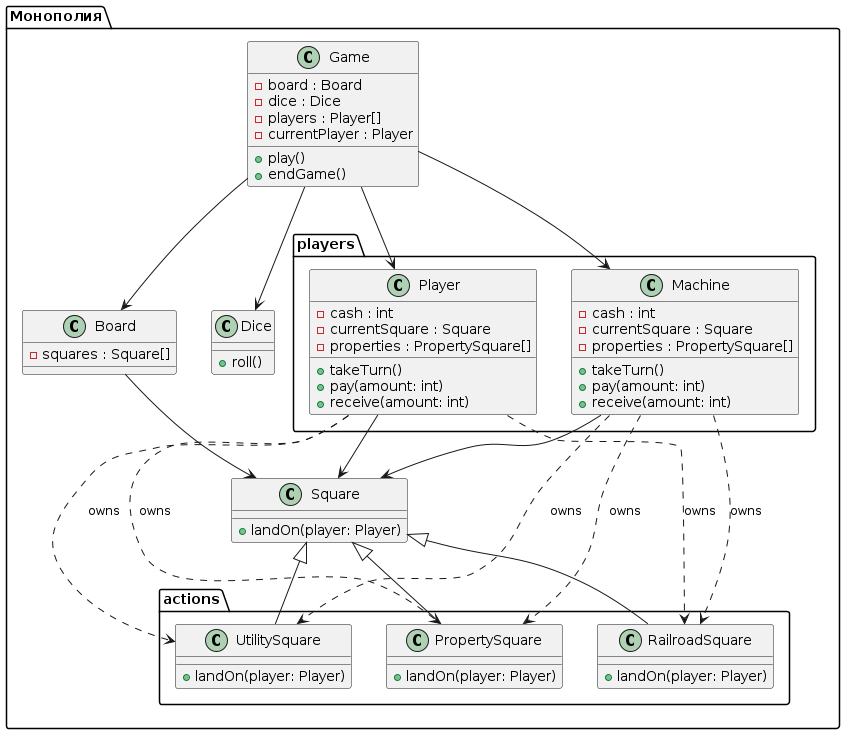 Монополия
C Game
board : Board
dice : Dice
players : Player[]
currentPlayer : Player
play()
endGame()
players
C Player
cash : int
currentSquare : Square
properties : PropertySquare[]
takeTurn()
pay(amount: int)
receive(amount: int)
C Machine
cash : int
currentSquare : Square
properties : PropertySquare[]
takeTurn()
pay(amount: int)
receive(amount: int)
C Board
squares : Square[]
C Dice
roll()
C Square
landOn(player: Player)
owns
owns
owns
owns
owns
owns
actions
C UtilitySquare
landOn(player: Player)
C PropertySquare
landOn(player: Player)
C RailroadSquare
landOn(player: Player)